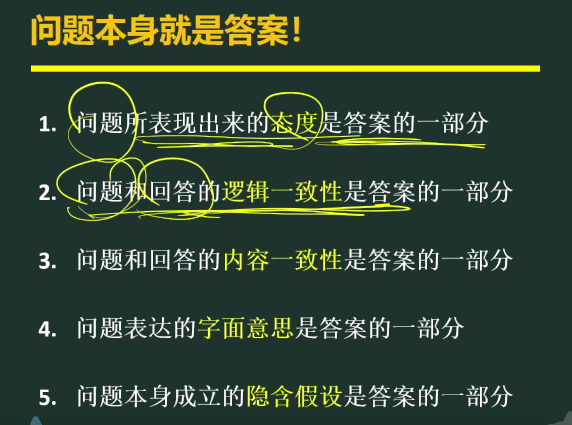 问题本身就是答案！
1. 问题所表现出来的态度是答案的一部分
2. 问题和回答的逻辑一致性是答案的一部分
3. 问题和回答的内容一致性是答案的一部分
4. 问题表达的字面意思是答案的一部分
5. 问题本身成立的隐含假设是答案的一部分